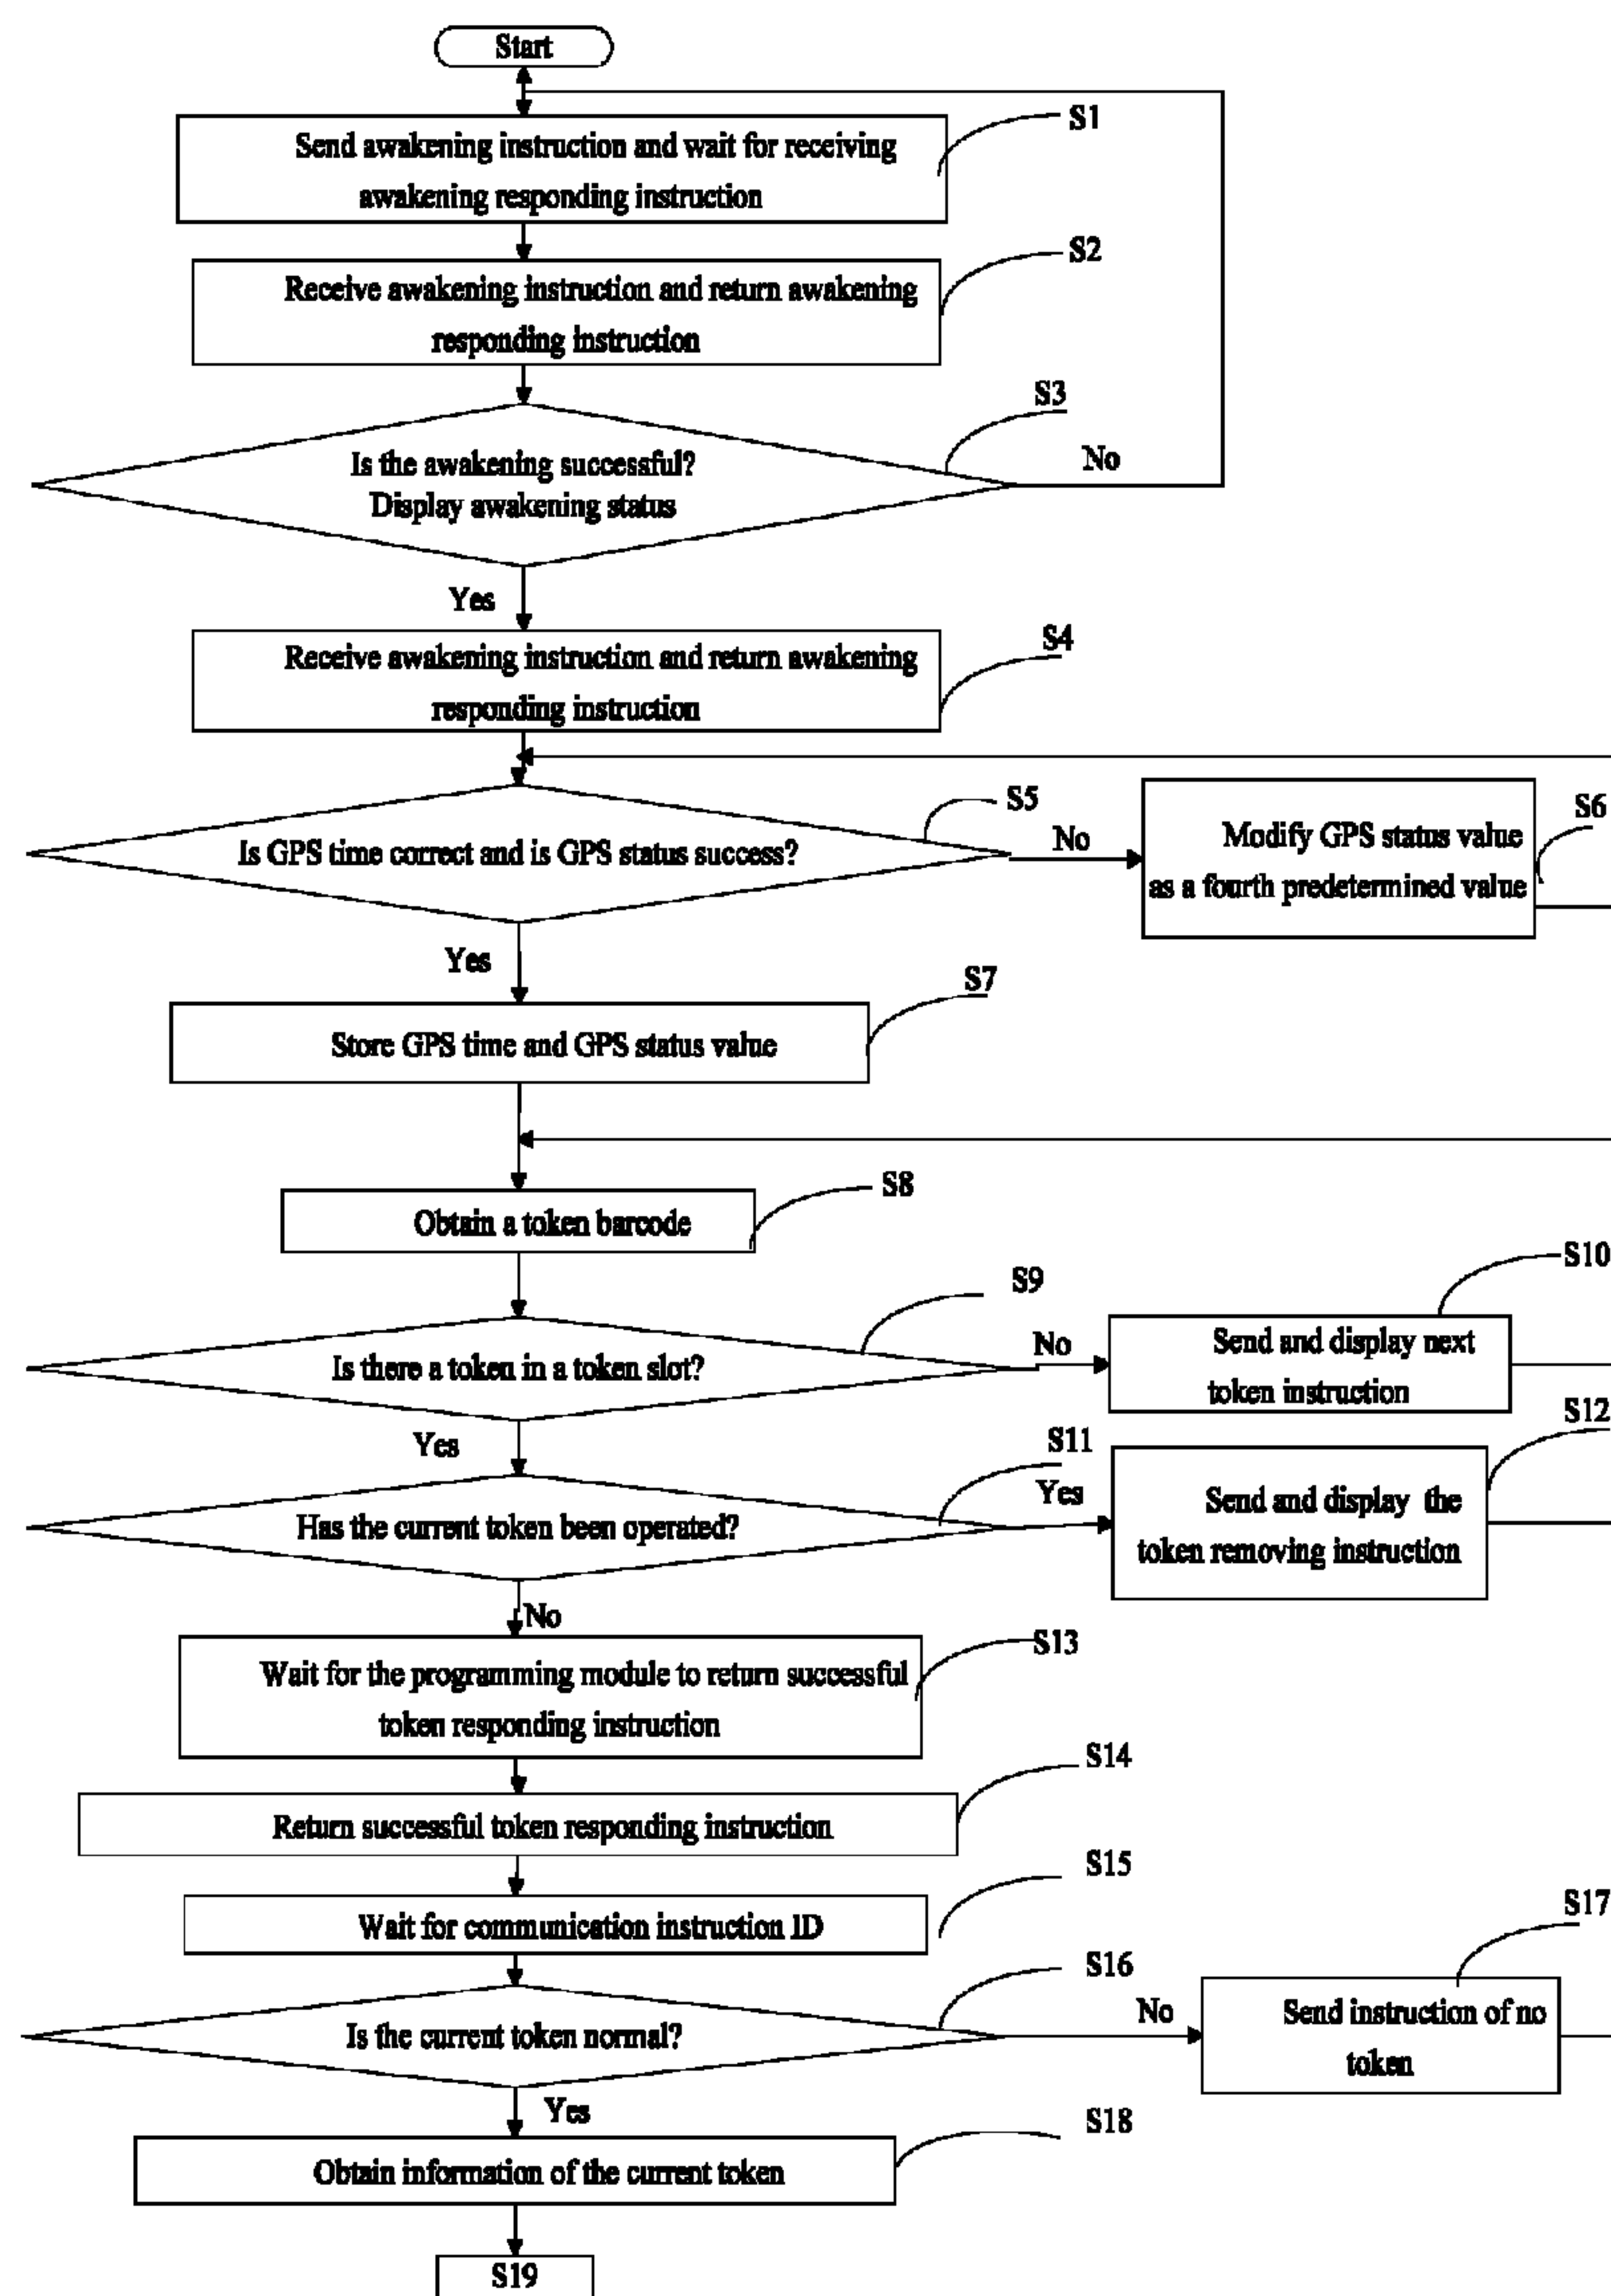 Start
S1
Send awakening instruction and wait for receiving
awakening responding instruction
S2
Receive awakening instruction and return awakening
responding instruction
S3
Is the awakening successful?
Display awakening status
No
Yes
S4
Receive awakening instruction and return awakening
responding instruction
S5
Is GPS time correct and is GPS status success?
No
S6
Modify GPS status value
as a fourth predetermined value
Yes
S7
Store GPS time and GPS status value
S8
Obtain a token barcode
S9
Is there a token in a token slot?
No
S10
Send and display next
token instruction
Yes
S11
Has the current token been operated?
Yes
S12
Send and display the
token removing instruction
No
S13
Wait for the programming module to return successful
token responding instruction
S14
Return successful token responding instruction
S15
Wait for communication instruction ID
S16
Is the current token normal?
No
S17
Send instruction of no
token
Yes
S18
Obtain information of the current token
S19